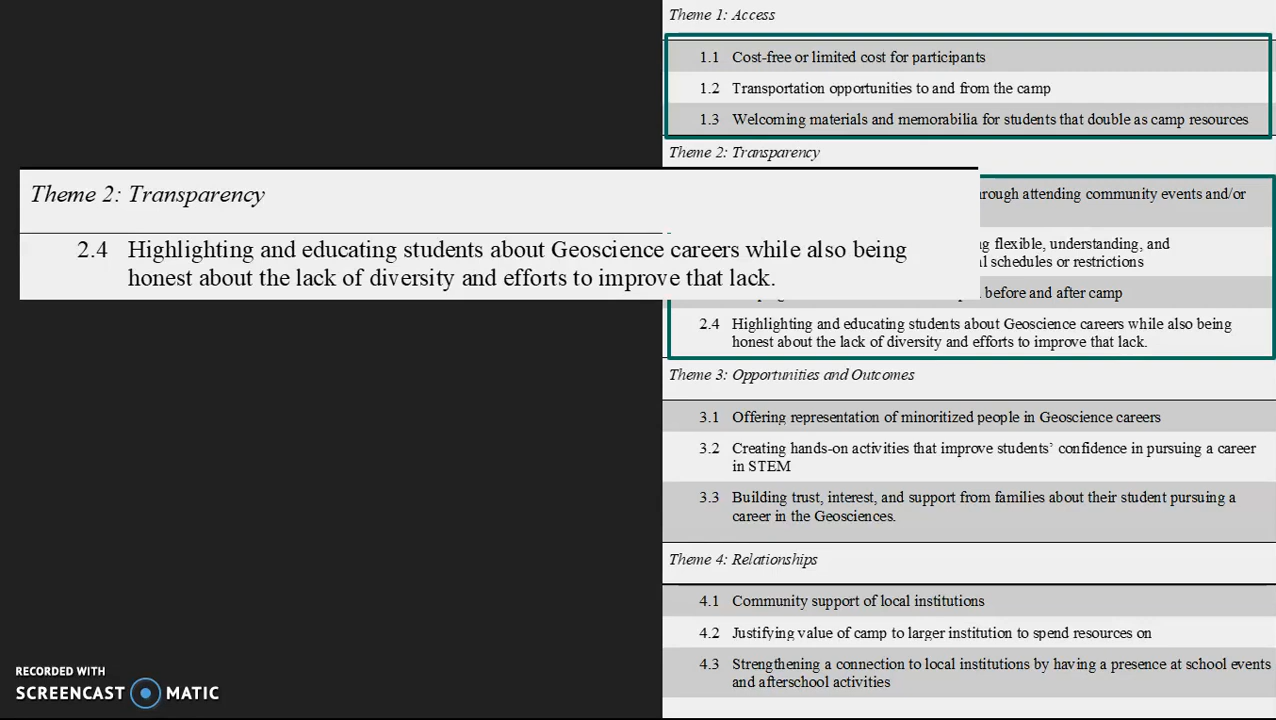 Theme 1: Access
1.1 Cost-free or limited cost for participants
1.2 Transportation opportunities to and from the camp
1.3 Welcoming materials and memorabilia for students that double as camp resources
Theme 2: Transparency
Theme 2: Transparency
2.4 Highlighting and educating students about Geoscience careers while also being
honest about the lack of diversity and efforts to improve that lack.
through attending community events and/or
flexible, understanding, and
schedules or restrictions
before and after camp
2.4 Highlighting and educating students about Geoscience careers while also being
honest about the lack of diversity and efforts to improve that lack.
Theme 3: Opportunities and Outcomes
3.1 Offering representation of minoritized people in Geoscience careers
3.2 Creating hands-on activities that improve students’ confidence in pursuing a career
in STEM
3.3 Building trust, interest, and support from families about their student pursuing a
career in the Geosciences.
Theme 4: Relationships
4.1 Community support of local institutions
4.2 Justifying value of camp to larger institution to spend resources on
4.3 Strengthening a connection to local institutions by having a presence at school events
and afterschool activities
RECORDED WITH
SCREENCAST MATIC